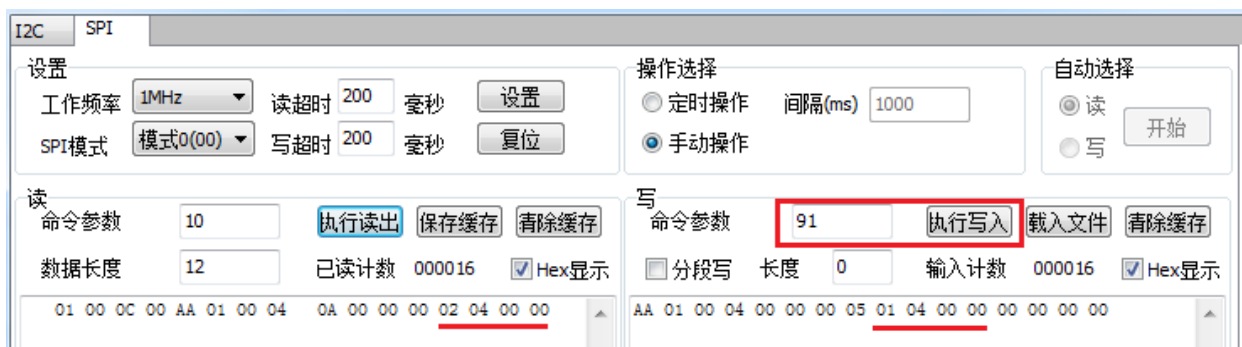 I2C SPI
设置 操作选择 自动选择
工作频率 1MHz 读超时 200 毫秒 设置 定时操作 间隔(ms) 1000 读 开始
SPI模式 模式0(00) 写超时 200 毫秒 复位 手动操作 写
读 写
命令参数 10 执行读出 保存缓存 清除缓存 命令参数 91 执行写入 载入文件 清除缓存
数据长度 12 已读计数 000016 Hex显示 分段写 长度 0 输入计数 000016 Hex显示
01 00 0C 00 AA 01 00 04 0A 00 00 00 02 04 00 00 AA 01 00 04 00 00 00 05 01 04 00 00 00 00 00 00